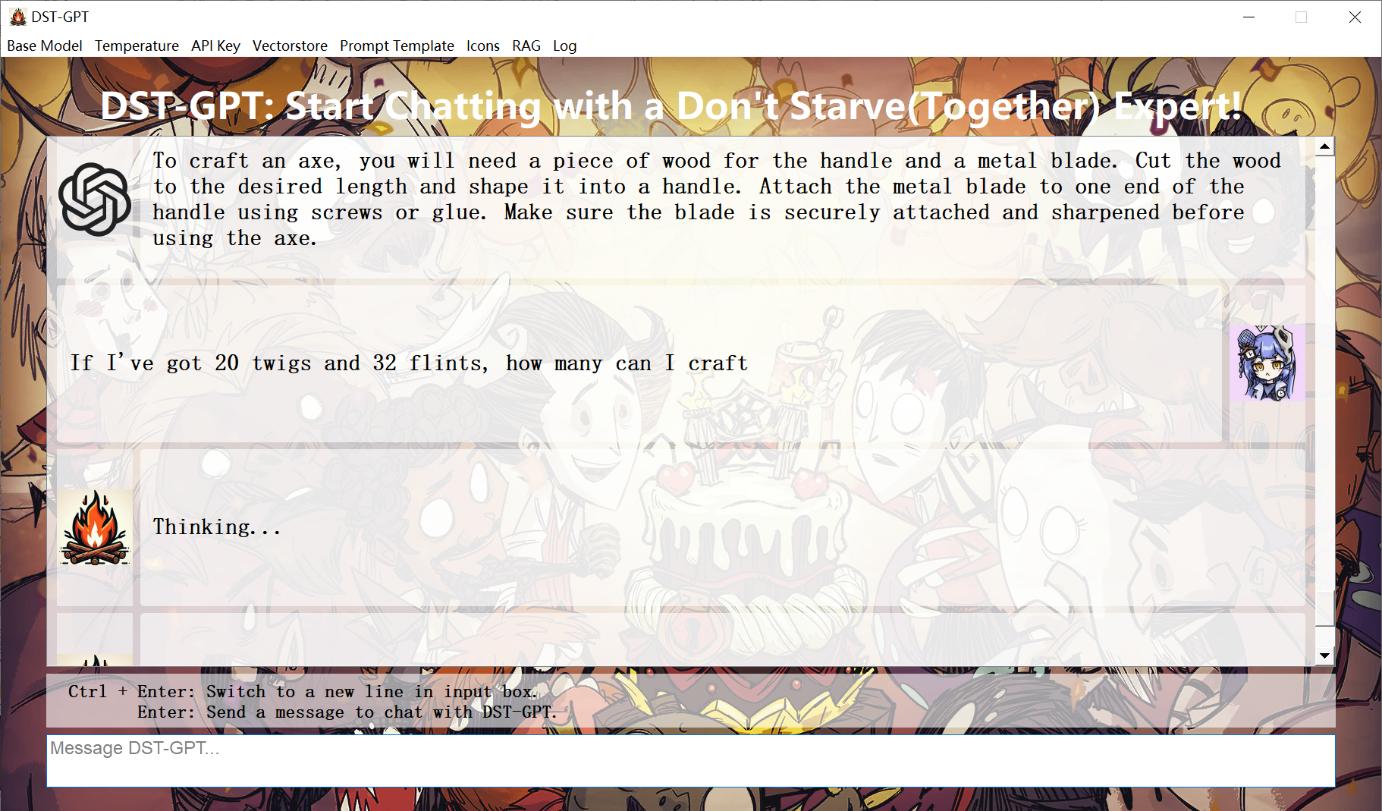 DST-GPT
Base Model Temperature API Key Vectorstore Prompt Template Icons RAG Log
DST-GPT: Start Chatting with a Don't Starve(Together) Expert!
To craft an axe, you will need a piece of wood for the handle and a metal blade. Cut the wood
to the desired length and shape it into a handle. Attach the metal blade to one end of the
handle using screws or glue. Make sure the blade is securely attached and sharpened before
using the axe.
If I've got 20 twigs and 32 flints, how many can I craft
Thinking...
Ctrl + Enter: Switch to a new line in input box.
Enter: Send a message to chat with DST-GPT.
Message DST-GPT...